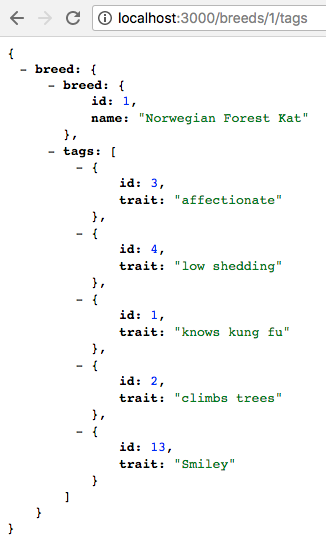 localhost:3000/breeds/1/tags
{
- breed: {
- breed: {
id: 1,
name: "Norwegian Forest Kat"
},
- tags: [
- {
id: 3,
trait: "affectionate"
},
- {
id: 4,
trait: "low shedding"
},
- {
id: 1,
trait: "knows kung fu"
},
- {
id: 2,
trait: "climbs trees"
},
- {
id: 13,
trait: "Smiley"
}
]
}
}